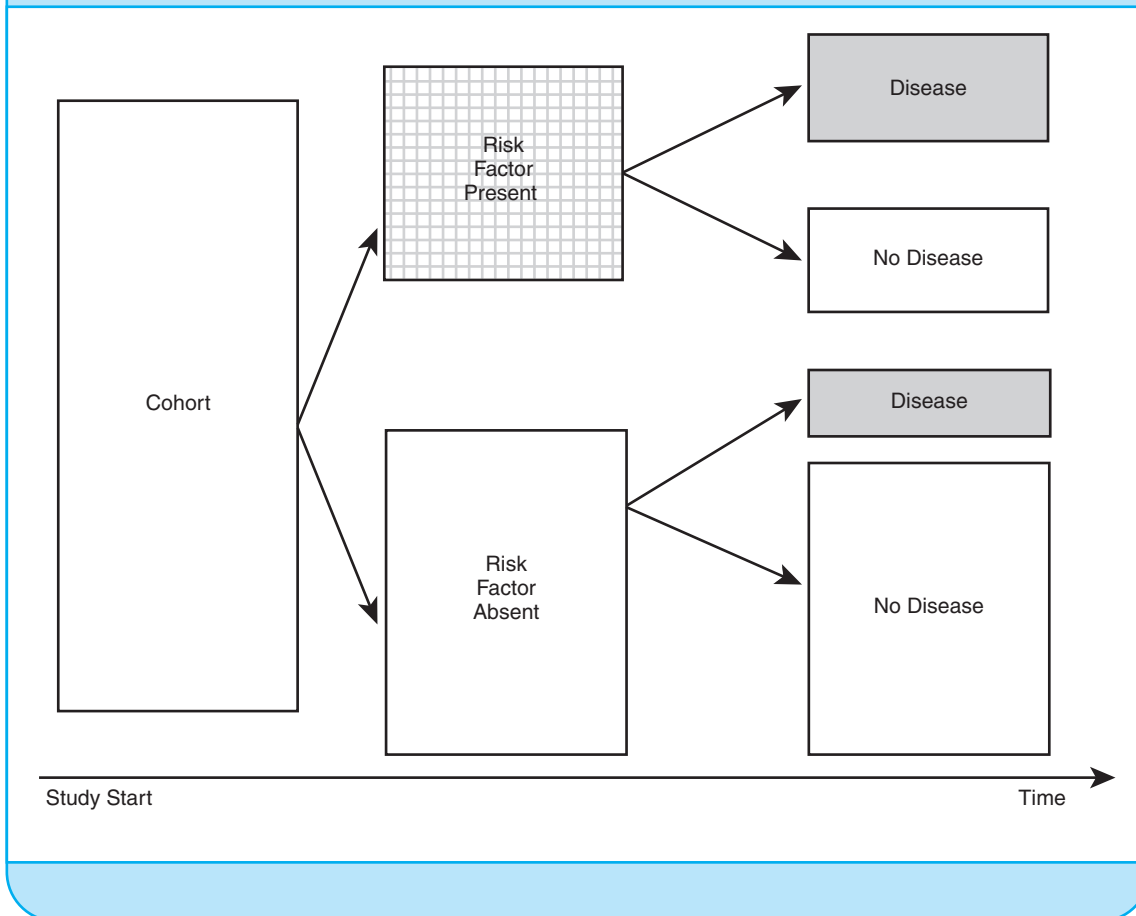 Cohort
Risk
Factor
Present
Risk
Factor
Absent
Disease
No Disease
Disease
No Disease
Study Start
Time